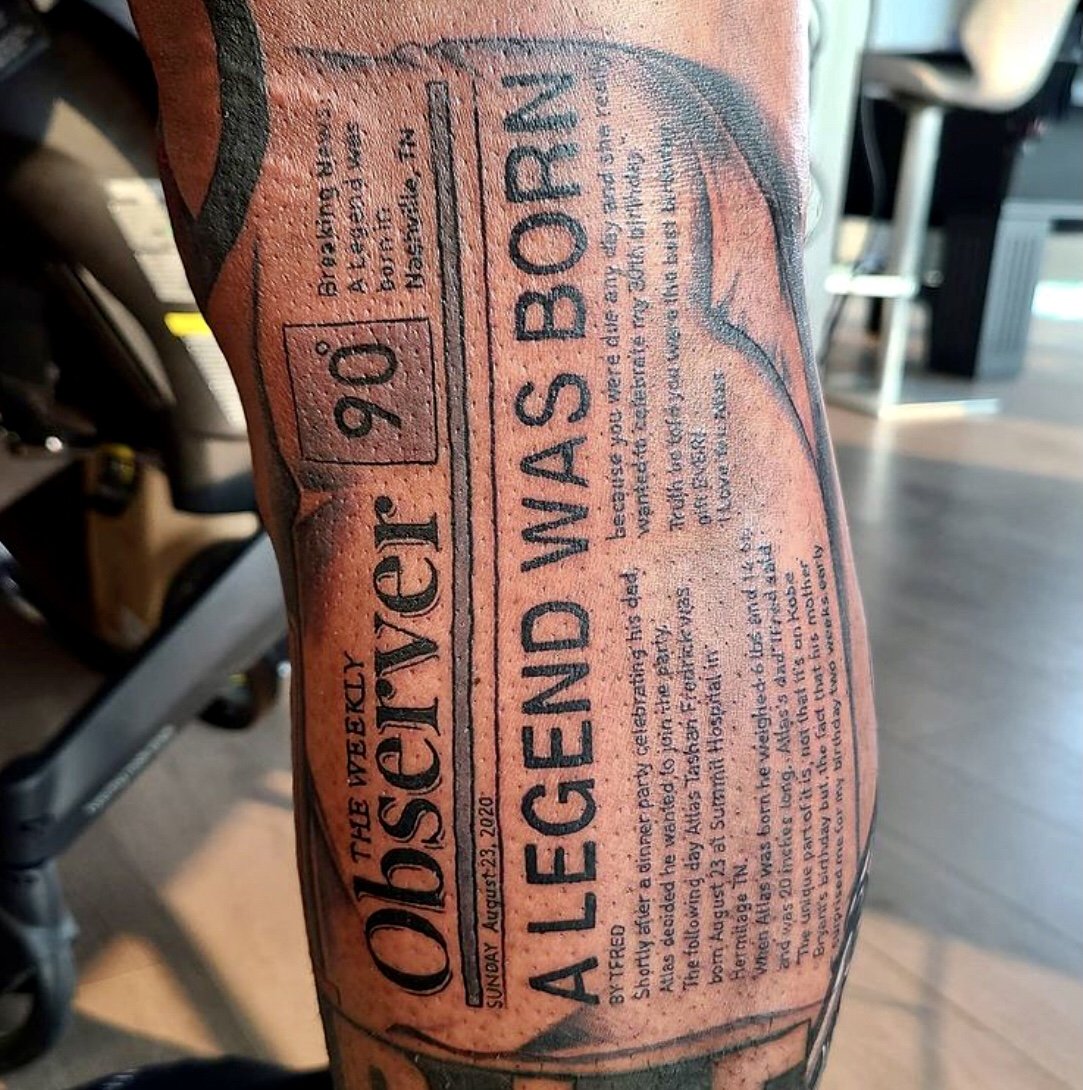 THE WEEKLY
Observer
90°
Breaking News:
A Legend was
born in
Nashville, TN
SUNDAY August 23, 2020
A LEGEND WAS BORN
BY TFRED
Shortly after a dinner party celebrating his dad,
Atlas decided he wanted to join the party.
The following day Atlas Tashan Fredrick was
born August 23 at Summit Hospital in
Hermitage TN.
When Atlas was born he weighed 6 lbs and 14 oz
and was 20 inches long. Atlas's dad TFred said
"The unique part of it is, not that it's on Kobe
Bryant's birthday but the fact that his mother
surprised me for my birthday two weeks early
because you were due any day and she really
wanted to celebrate my 30th birthday.
Truth be told you were the best birthday
gift EVER!
I Love You